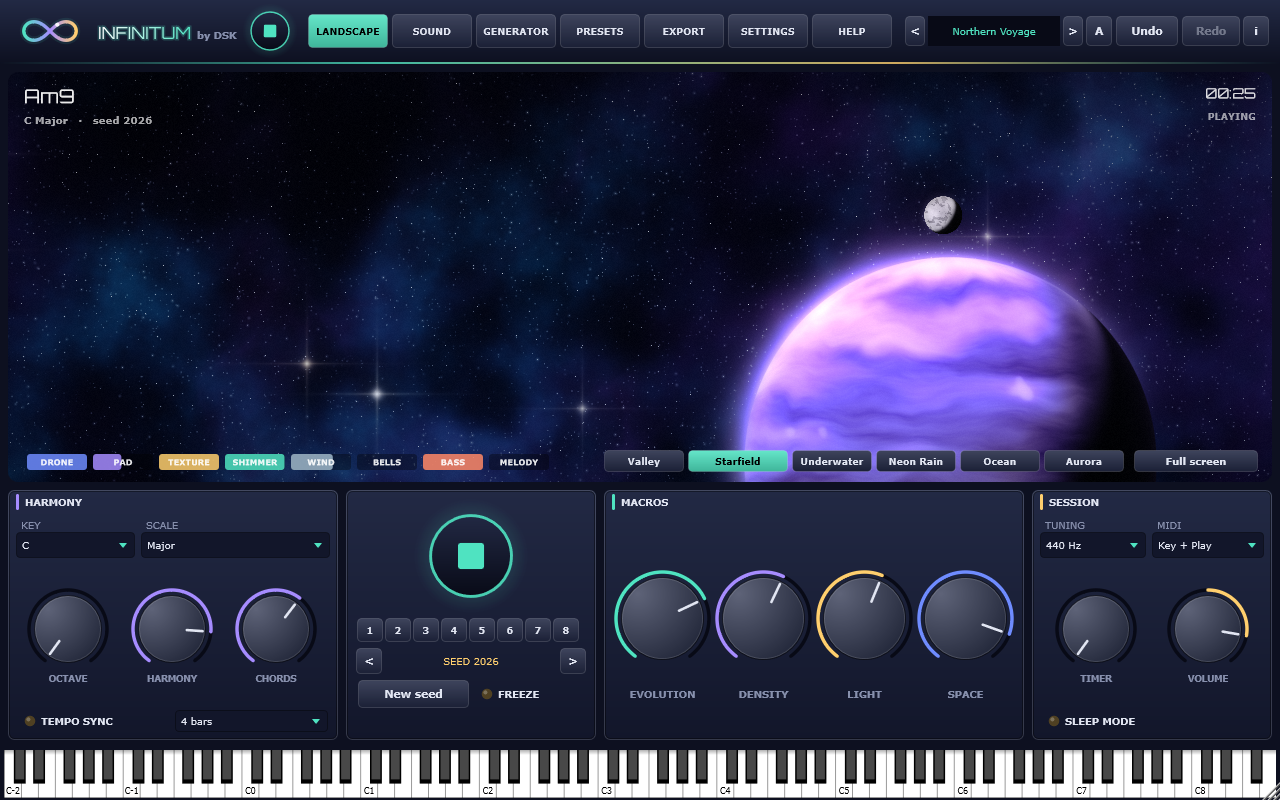 INFINITUM by DSK
LANDSCAPE SOUND GENERATOR PRESETS EXPORT SETTINGS HELP
< Northern Voyage > A Undo Redo i
Am9
C Major · seed 2026
00:25
PLAYING
DRONE PAD TEXTURE SHIMMER WIND BELLS BASS MELODY
Valley Starfield Underwater Neon Rain Ocean Aurora Full screen
HARMONY
KEY SCALE
C Major
OCTAVE HARMONY CHORDS
TEMPO SYNC 4 bars
1 2 3 4 5 6 7 8
< SEED 2026 >
New seed FREEZE
MACROS
EVOLUTION DENSITY LIGHT SPACE
SESSION
TUNING MIDI
440 Hz Key + Play
TIMER VOLUME
SLEEP MODE
C-2 C-1 C0 C1 C2 C3 C4 C5 C6 C7 C8